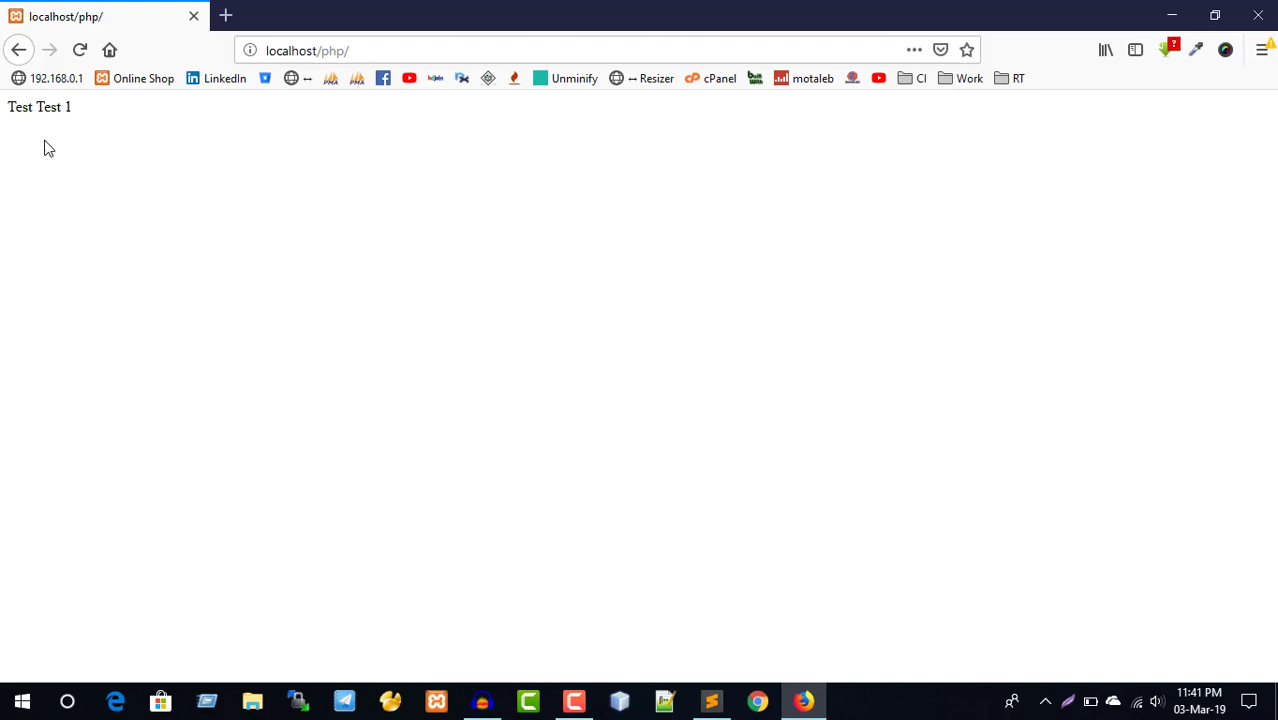 localhost/php/
localhost/php/
192.168.0.1 Online Shop LinkedIn ↔ Unminify ↔ Resizer cPanel motaleb CI Work RT
Test Test 1
11:41 PM
03-Mar-19